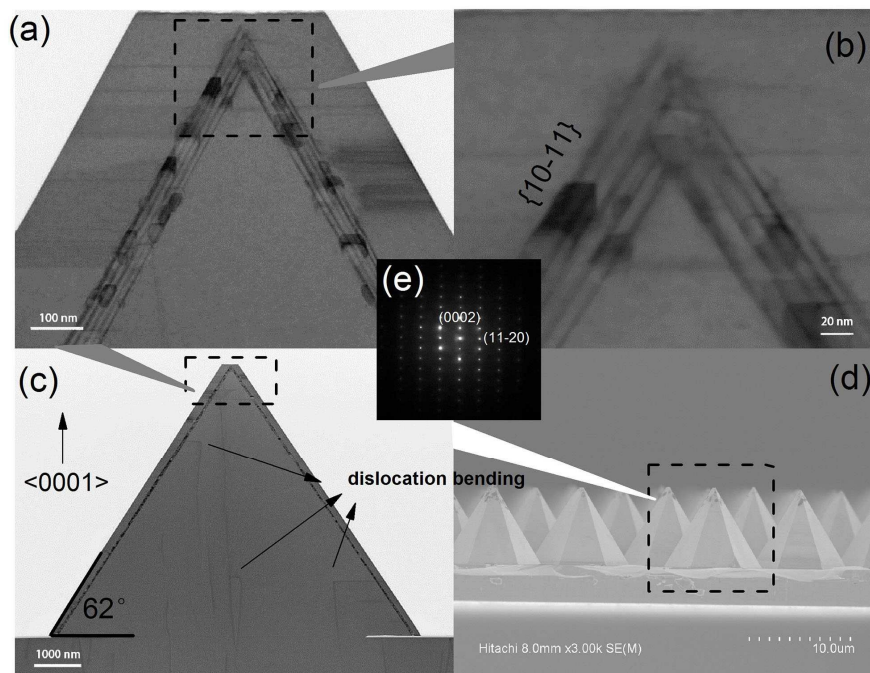 (a)
100 nm
(b)
{10-11}
20 nm
(e)
(0002)
(11-20)
(c)
<0001>
dislocation bending
62°
1000 nm
(d)
Hitachi 8.0mm x3.00k SE(M)
10.0um